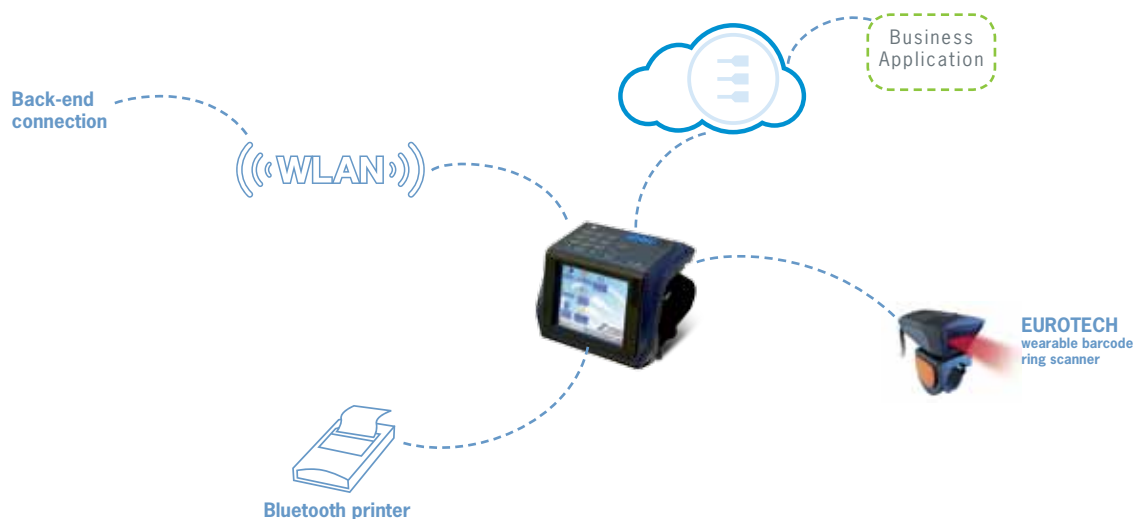 Business
Application
Back-end
connection
WLAN
EUROTECH
wearable barcode
ring scanner
Bluetooth printer